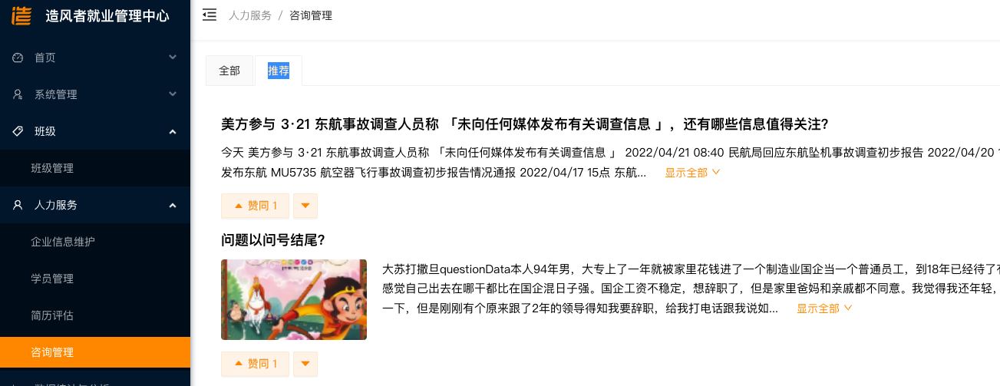 造 造风者就业管理中心
人力服务 / 咨询管理
首页
系统管理
班级
班级管理
人力服务
企业信息维护
学员管理
简历评估
咨询管理
全部 推荐
美方参与 3·21 东航事故调查人员称 「未向任何媒体发布有关调查信息 」，还有哪些信息值得关注?
今天 美方参与 3·21 东航事故调查人员称 「未向任何媒体发布有关调查信息 」 2022/04/21 08:40 民航局回应东航坠机事故调查初步报告 2022/04/20
发布东航 MU5735 航空器飞行事故调查初步报告情况通报 2022/04/17 15点 东航... 显示全部
赞同 1
问题以问号结尾?
大苏打撒旦questionData本人94年男，大专上了一年就被家里花钱进了一个制造业国企当一个普通员工，到18年已经待了
感觉自己出去在哪干都比在国企混日子强。国企工资不稳定，想辞职了，但是家里爸妈和亲戚都不同意。我觉得我还年轻，
一下，但是刚刚有个原来跟了2年的领导得知我要辞职，给我打电话跟我说如... 显示全部
赞同 1